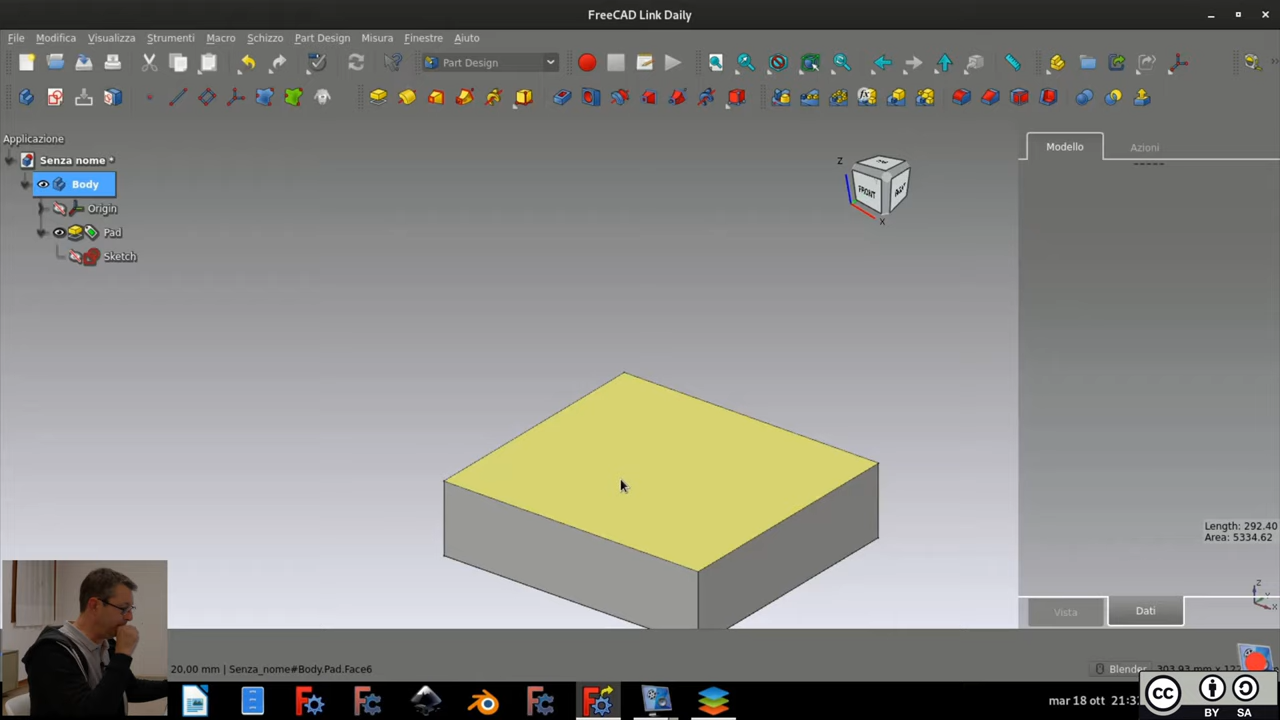 FreeCAD Link Daily
File Modifica Visualizza Strumenti Macro Schizzo Part Design Misura Finestre Aiuto
Part Design
Applicazione
Senza nome *
Body
Origin
Pad
Sketch
Z
FRONT
X
Modello Azioni
Length: 292.40
Area: 5334.62
Z
Vista Dati
20.00 mm | Senza_nome#Body.Pad.Face6
Blender
mar 18 ott
cc
BY SA